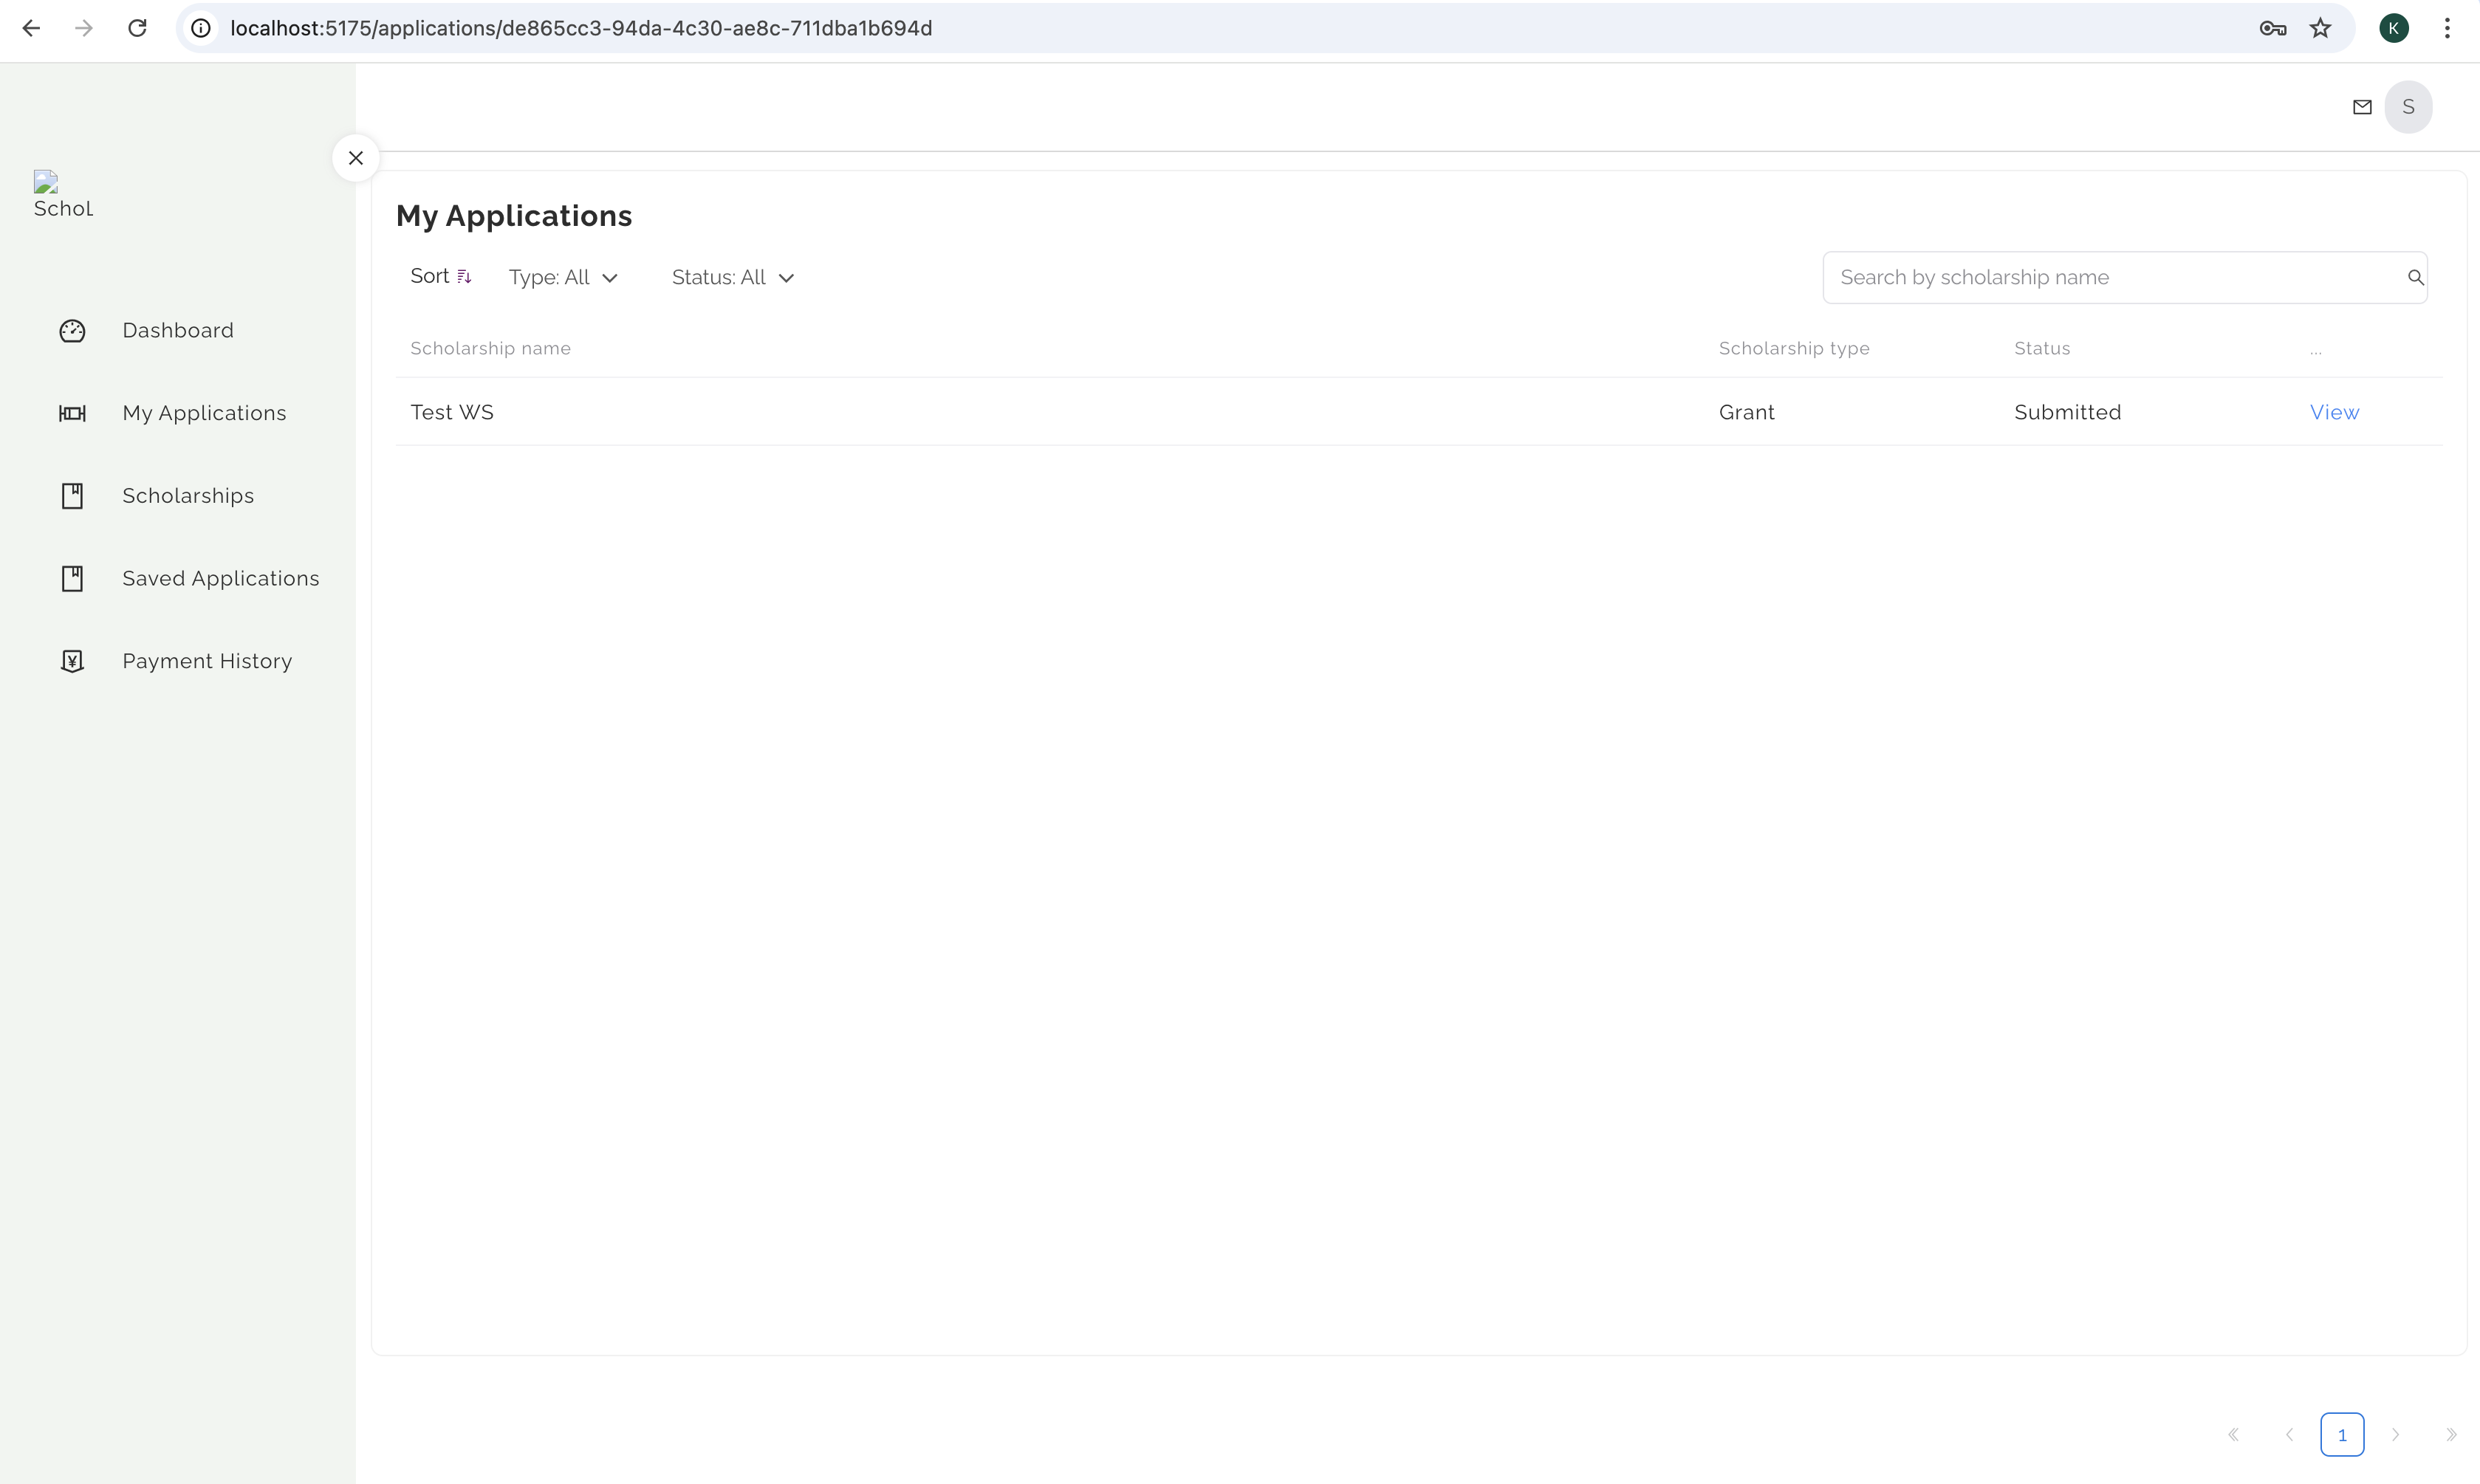 localhost:5175/applications/de865cc3-94da-4c30-ae8c-711dba1b694d
K
S
Schol
My Applications
Sort Type: All Status: All Search by scholarship name
Dashboard
Scholarship name Scholarship type Status ...
My Applications
Test WS Grant Submitted View
Scholarships
Saved Applications
Payment History
1